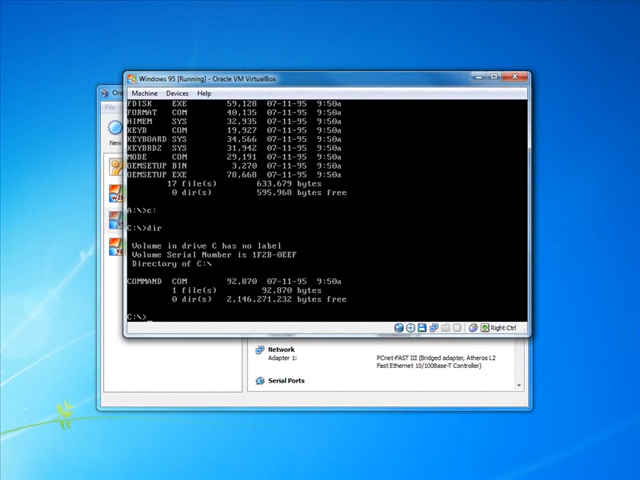 Windows 95 [Running] - Oracle VM VirtualBox
Machine Devices Help
FDISK EXE 59,128 07-11-95 9:50a
FORMAT COM 40,135 07-11-95 9:50a
HIMEM SYS 32,935 07-11-95 9:50a
KEYB COM 19,927 07-11-95 9:50a
KEYBOARD SYS 34,566 07-11-95 9:50a
KEYBRD2 SYS 31,942 07-11-95 9:50a
MODE COM 29,191 07-11-95 9:50a
OEMSETUP BIN 3,270 07-11-95 9:50a
OEMSETUP EXE 78,668 07-11-95 9:50a
17 file(s) 633,679 bytes
0 dir(s) 595,968 bytes free
A:\>c:
C:\>dir
Volume in drive C has no label
Volume Serial Number is 1F2B-0EEF
Directory of C:\
COMMAND COM 92,870 07-11-95 9:50a
1 file(s) 92,870 bytes
0 dir(s) 2,146,271,232 bytes free
C:\>_
Right Ctrl
Ora
File
New
Network
Adapter 1: PCnet-FAST III (Bridged adapter, Atheros L2
Fast Ethernet 10/100Base-T Controller)
Serial Ports